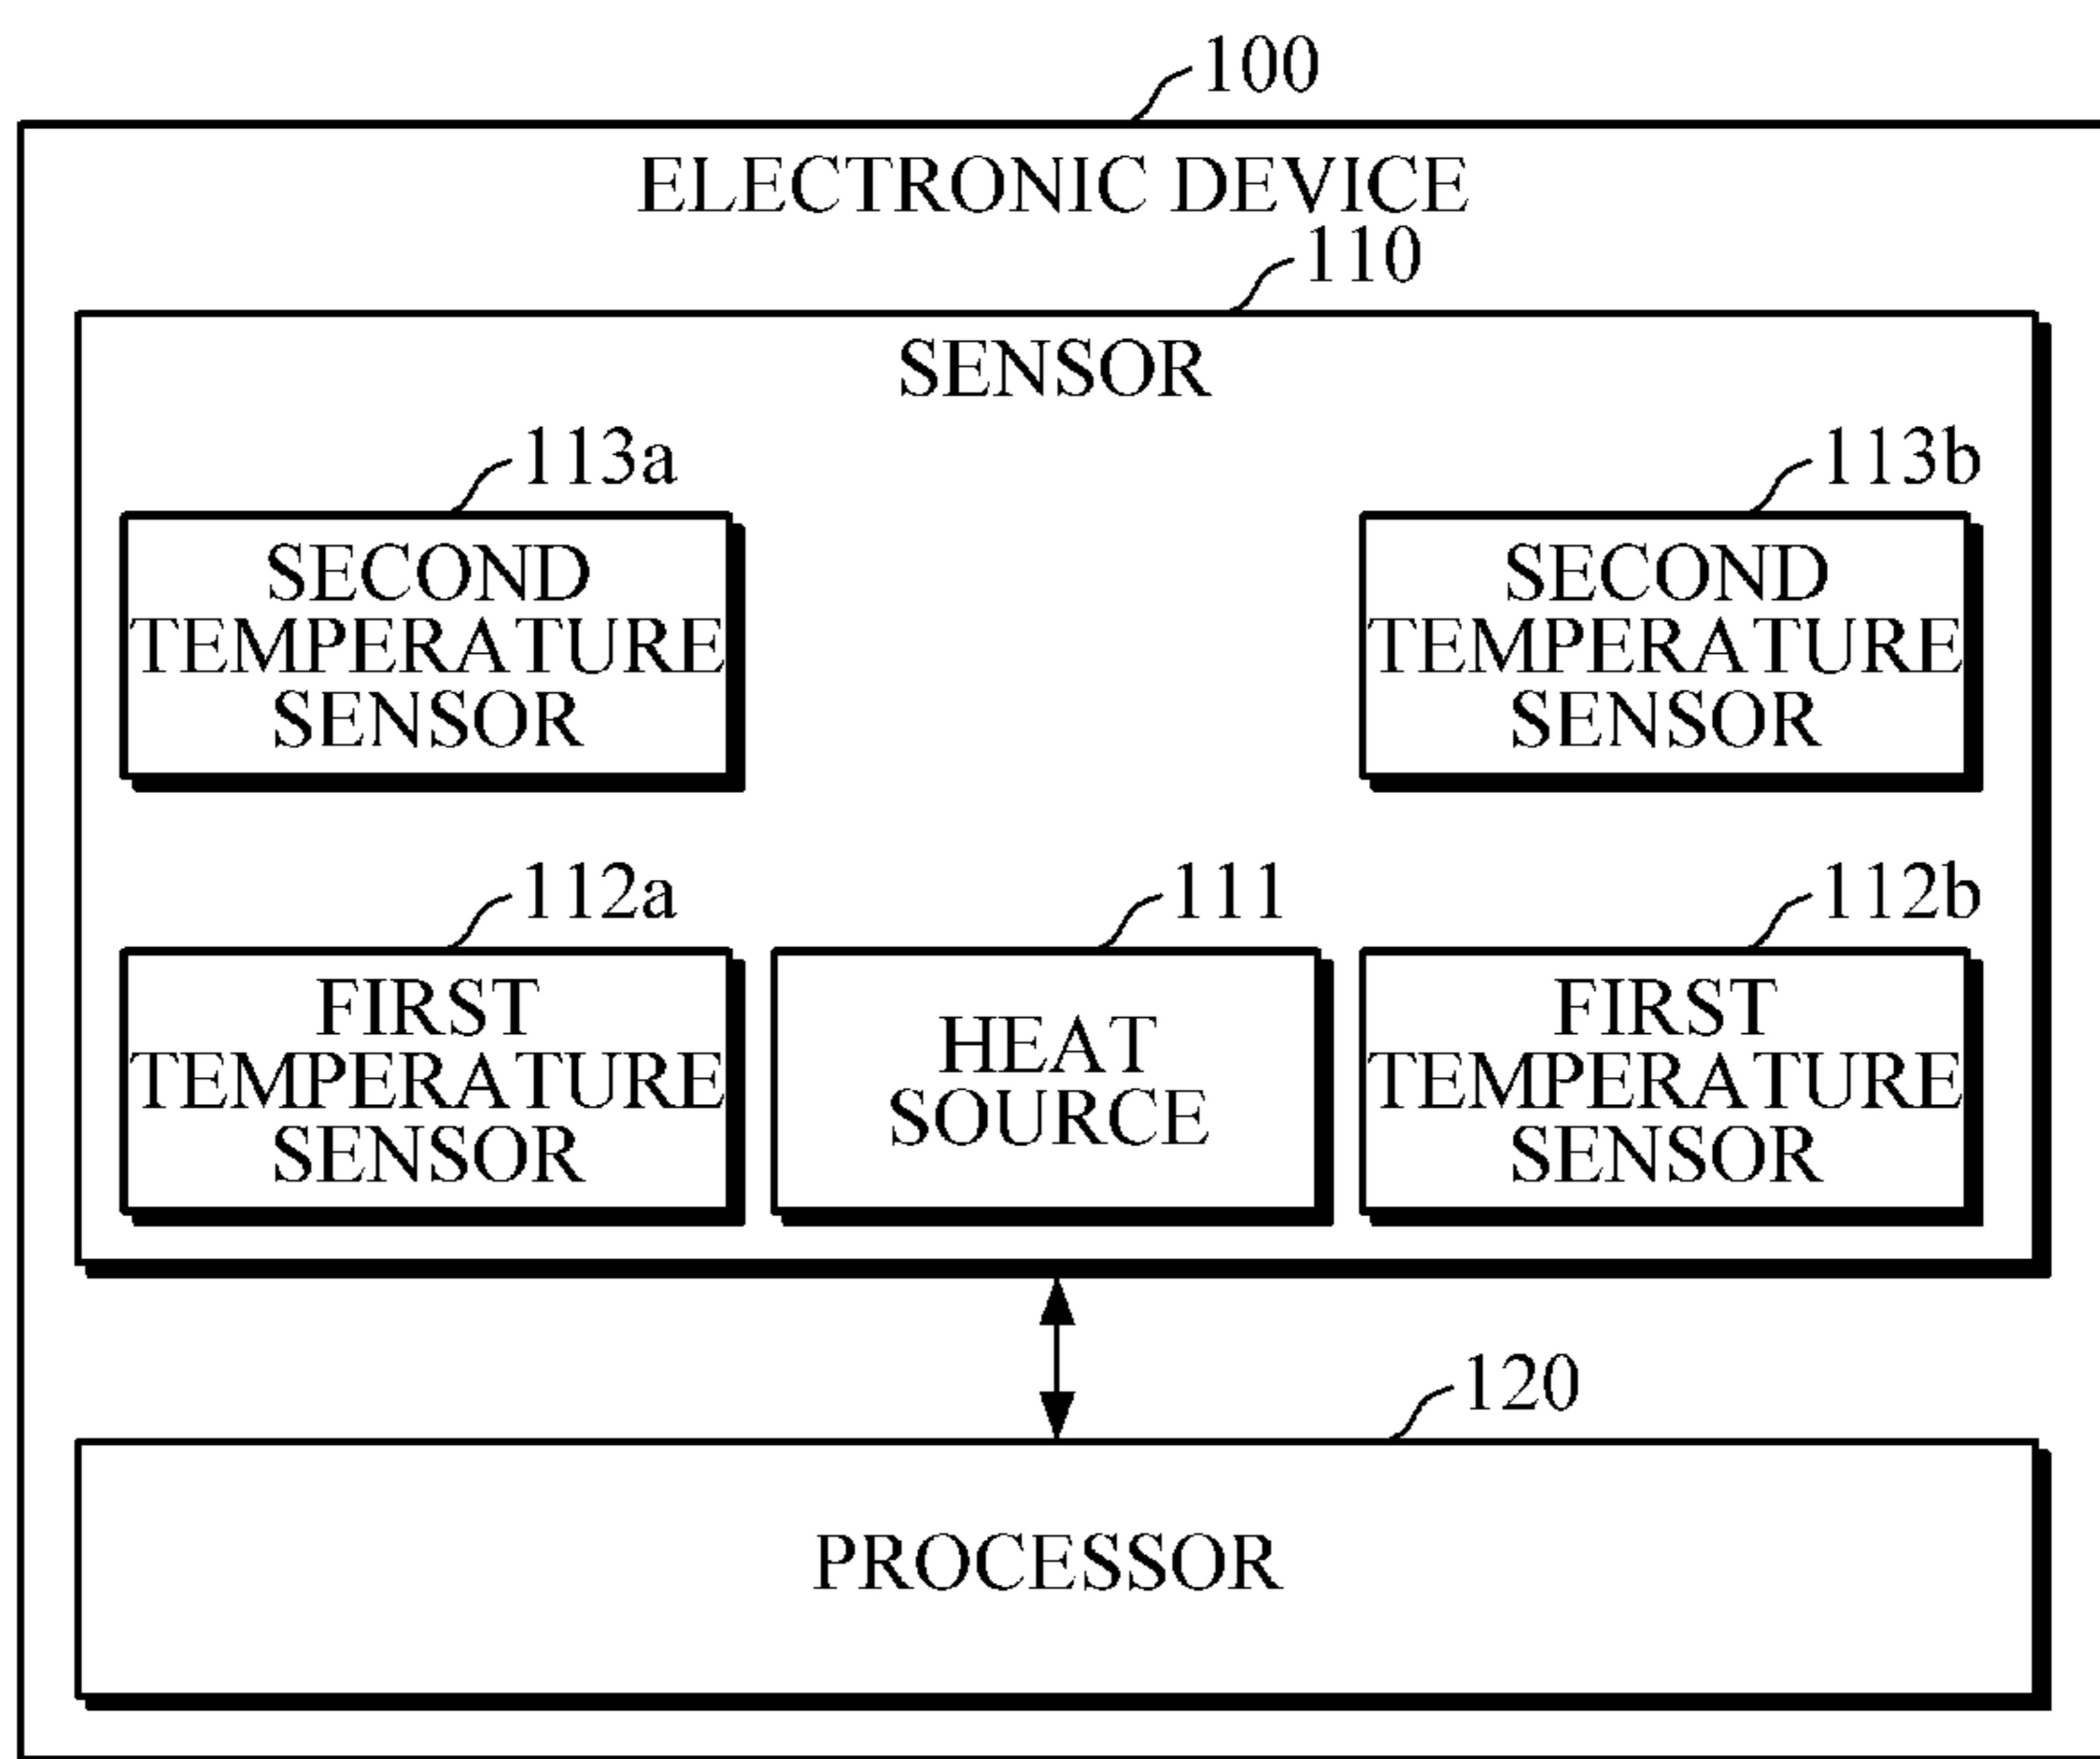 100
ELECTRONIC DEVICE
110
SENSOR
113a
113b
SECOND
TEMPERATURE
SENSOR
SECOND
TEMPERATURE
SENSOR
112a
111
112b
FIRST
TEMPERATURE
SENSOR
HEAT
SOURCE
FIRST
TEMPERATURE
SENSOR
120
PROCESSOR